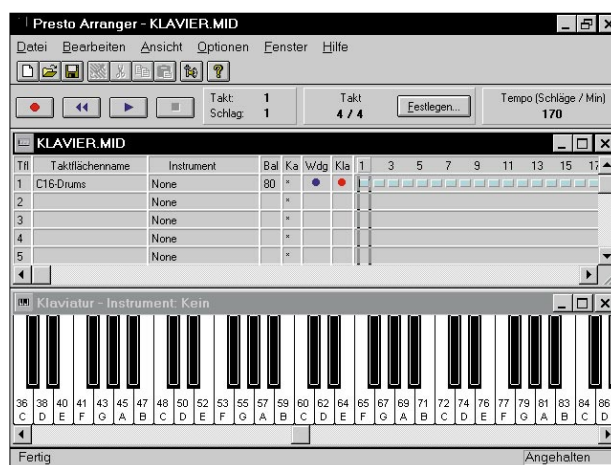 Presto Arranger - KLAVIER.MID
Datei Bearbeiten Ansicht Optionen Fenster Hilfe
Takt: 1
Schlag: 1
Takt
4 / 4
Festlegen...
Tempo (Schläge / Min)
170
KLAVIER.MID
Tfl Taktflächenname Instrument Bal Ka Wdg Kla 1 3 5 7 9 11 13 15 17
1 C16-Drums None 80 *
2 None *
3 None *
4 None *
5 None *
Klaviatur - Instrument: Kein
36 38 40 41 43 45 47 48 50 52 53 55 57 59 60 62 64 65 67 69 71 72 74 76 77 79 81 83 84 86
C D E F G A B C D E F G A B C D E F G A B C D E F G A B C D
Fertig Angehalten